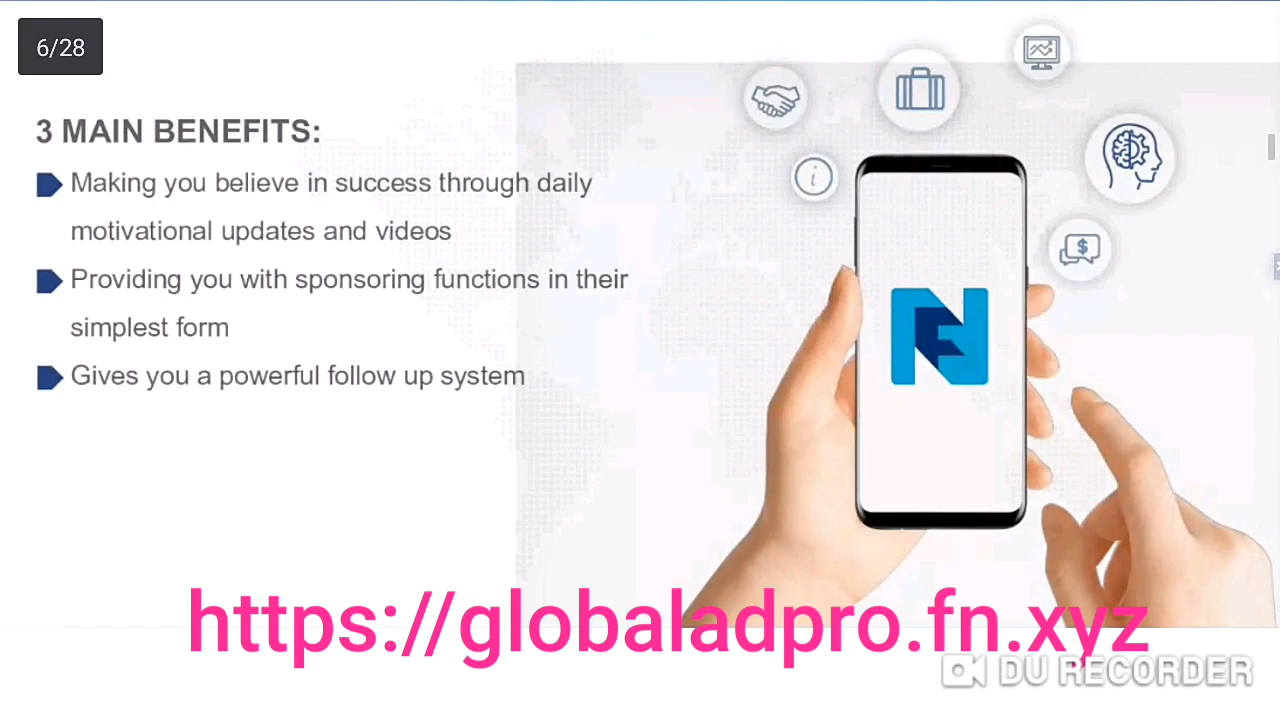 6/28
3 MAIN BENEFITS:
Making you believe in success through daily
motivational updates and videos
Providing you with sponsoring functions in their
simplest form
Gives you a powerful follow up system
https://globaladpro.fn.xyz
DU RECORDER